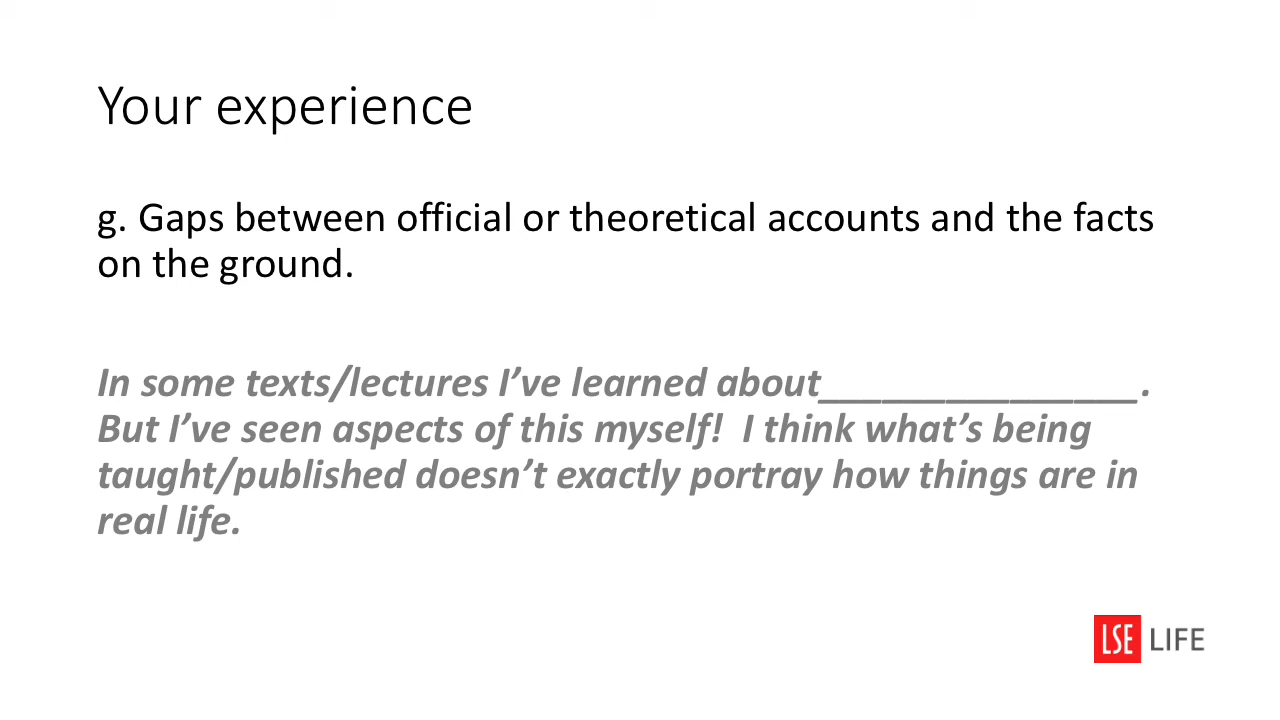 Your experience
g. Gaps between official or theoretical accounts and the facts
on the ground.
In some texts/lectures I’ve learned about_______________.
But I’ve seen aspects of this myself!  I think what’s being
taught/published doesn’t exactly portray how things are in
real life.
LSE LIFE